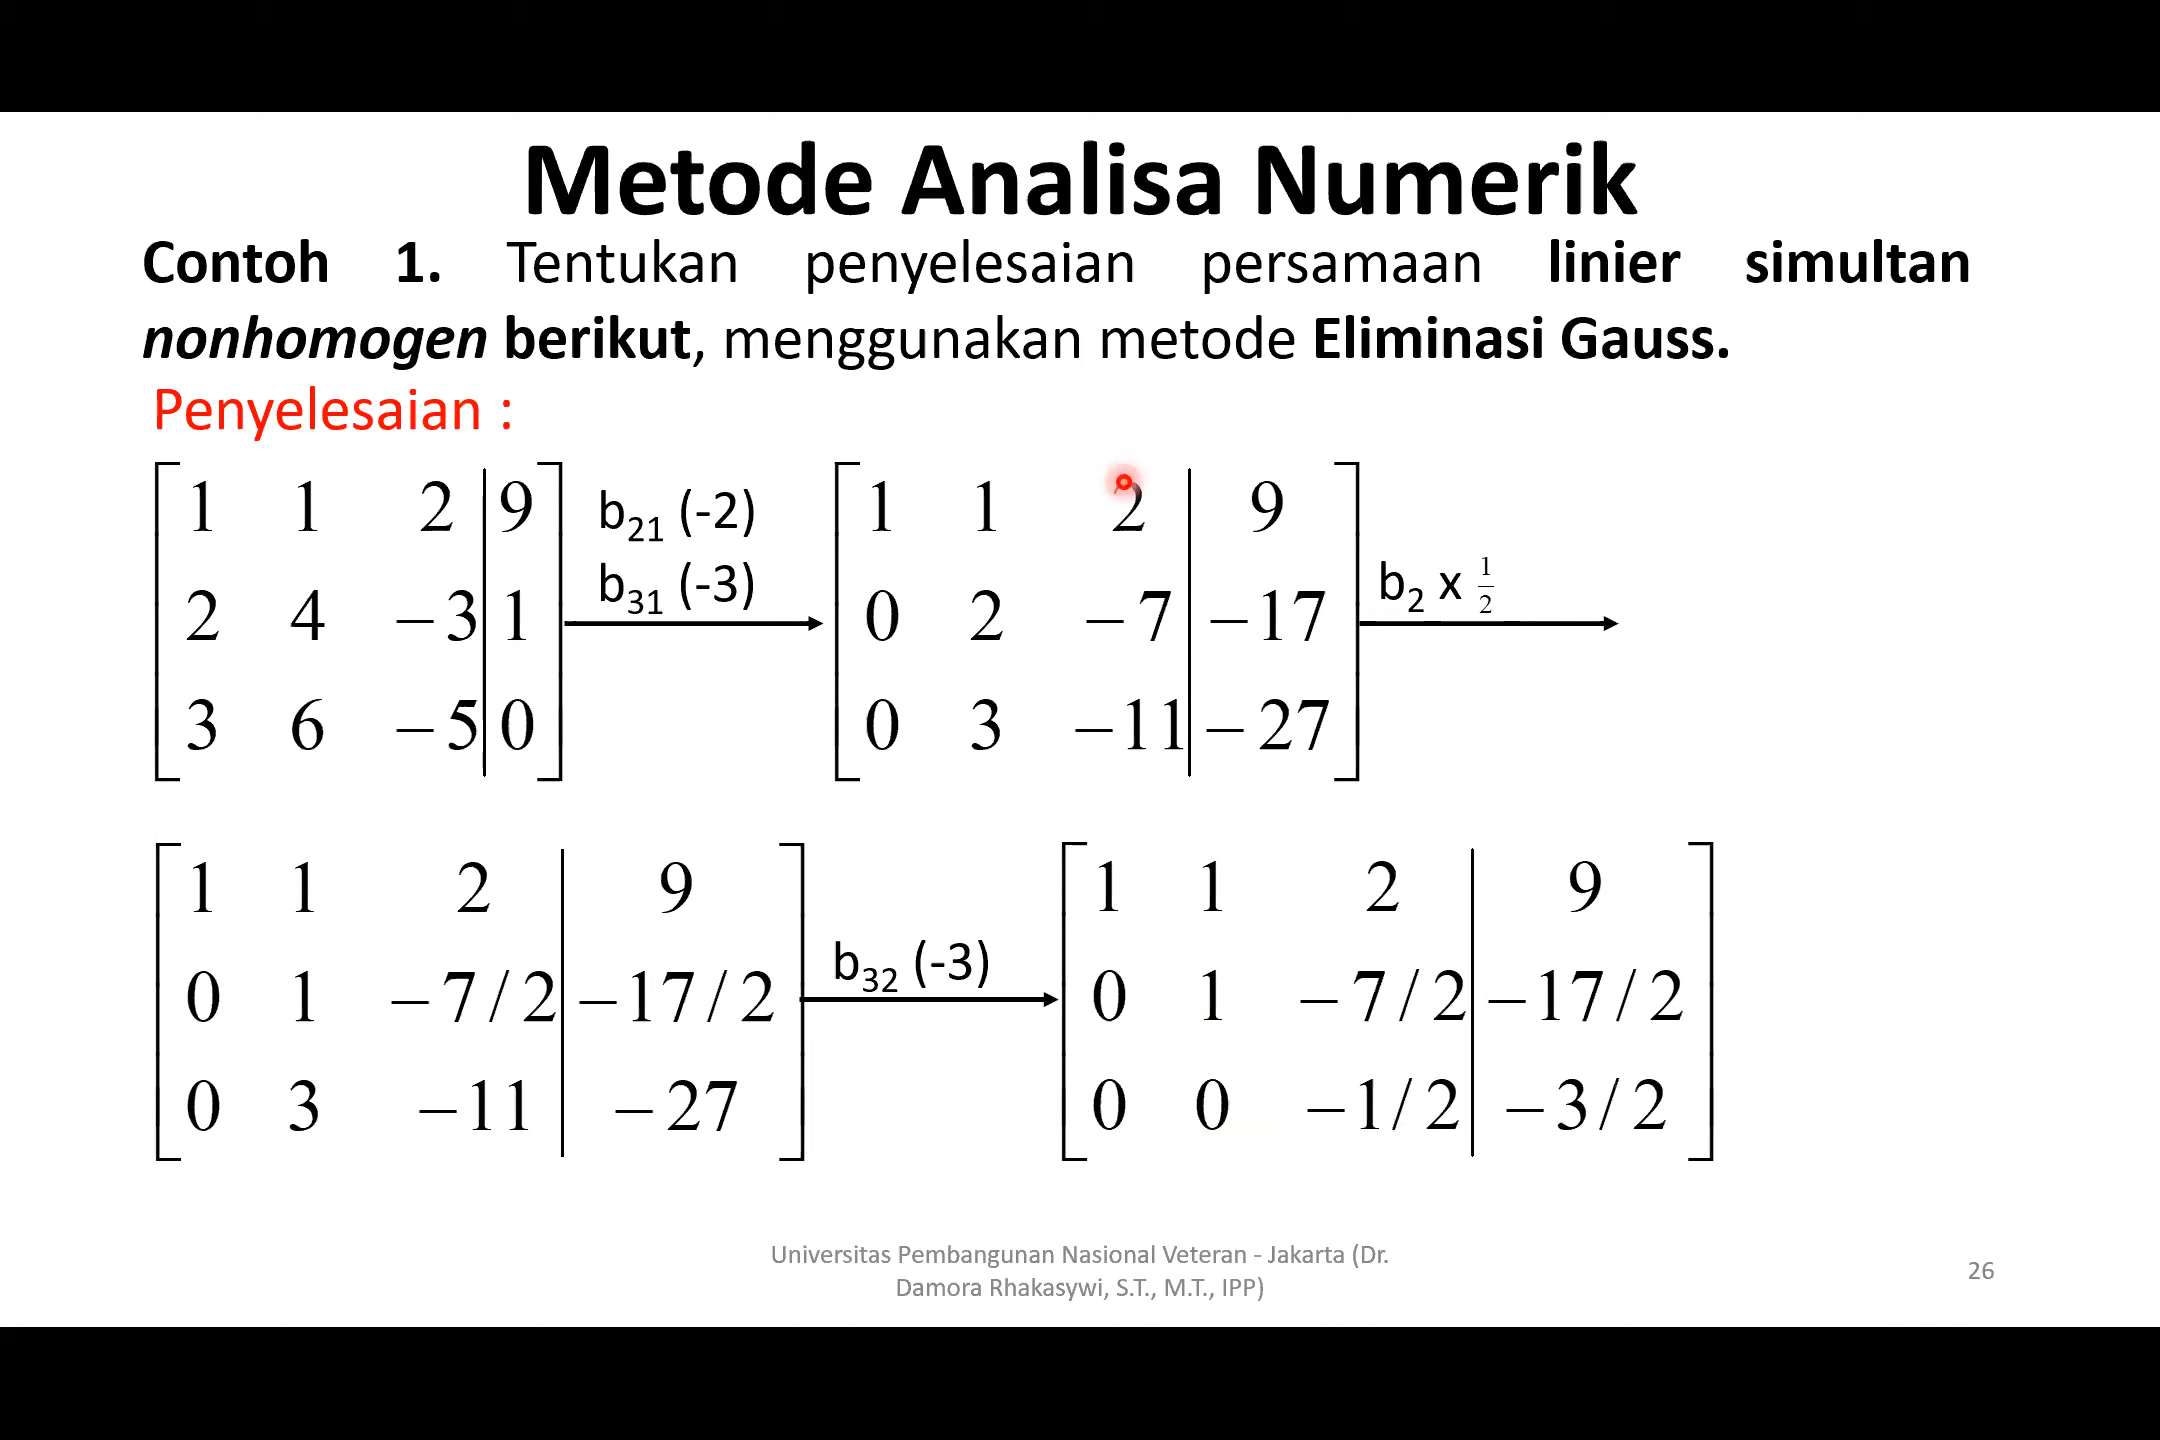 Metode Analisa Numerik
Contoh 1. Tentukan penyelesaian persamaan linier simultan
nonhomogen berikut, menggunakan metode Eliminasi Gauss.
Penyelesaian :
1 1 2 | 9
2 4 −3 | 1
3 6 −5 | 0
b21 (-2)
b31 (-3)
1 1 2 | 9
0 2 −7 | −17
0 3 −11 | −27
b2 x 1/2
1 1 2 | 9
0 1 −7/2 | −17/2
0 3 −11 | −27
b32 (-3)
1 1 2 | 9
0 1 −7/2 | −17/2
0 0 −1/2 | −3/2
Universitas Pembangunan Nasional Veteran - Jakarta (Dr.
Damora Rhakasywi, S.T., M.T., IPP)
26